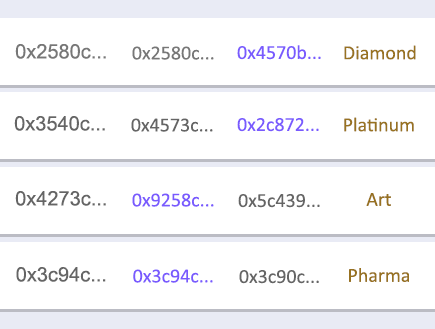 0x2580c... 0x2580c... 0x4570b... Diamond
0x3540c... 0x4573c... 0x2c872... Platinum
0x4273c... 0x9258c... 0x5c439... Art
0x3c94c... 0x3c94c... 0x3c90c... Pharma